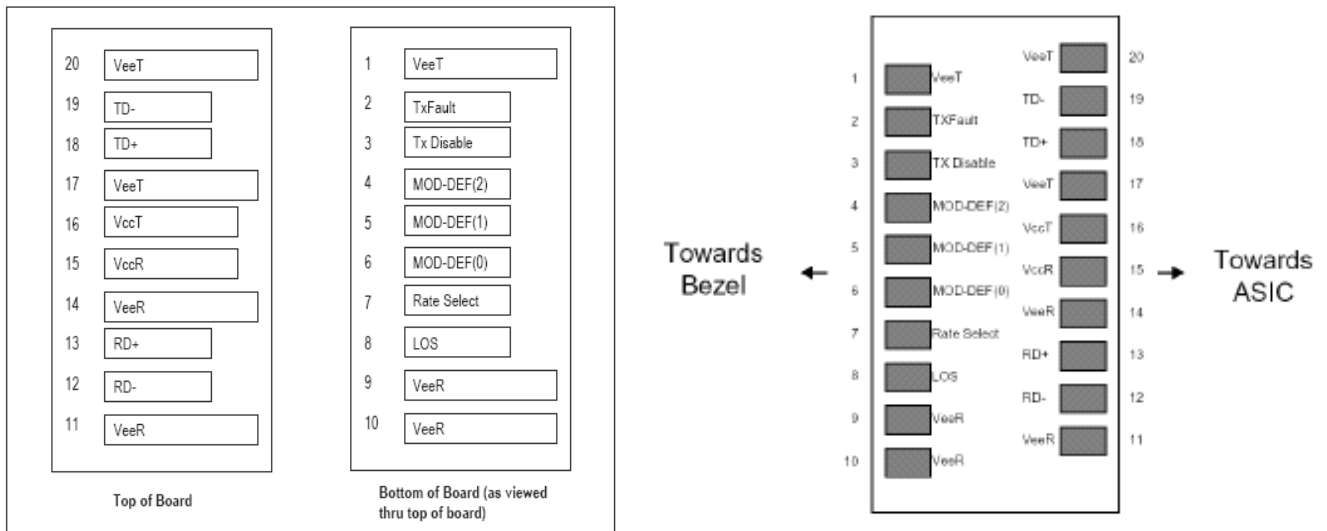 20 VeeT
19 TD-
18 TD+
17 VeeT
16 VccT
15 VccR
14 VeeR
13 RD+
12 RD-
11 VeeR
Top of Board
1 VeeT
2 TxFault
3 Tx Disable
4 MOD-DEF(2)
5 MOD-DEF(1)
6 MOD-DEF(0)
7 Rate Select
8 LOS
9 VeeR
10 VeeR
Bottom of Board (as viewed
thru top of board)
Towards
Bezel
1 VeeT
2 TXFault
3 TX Disable
4 MOD-DEF(2)
5 MOD-DEF(1)
6 MOD-DEF(0)
7 Rate Select
8 LOS
9 VeeR
10 VeeR
VeeT 20
TD- 19
TD+ 18
VeeT 17
VccT 16
VccR 15
VeeR 14
RD+ 13
RD- 12
VeeR 11
Towards
ASIC